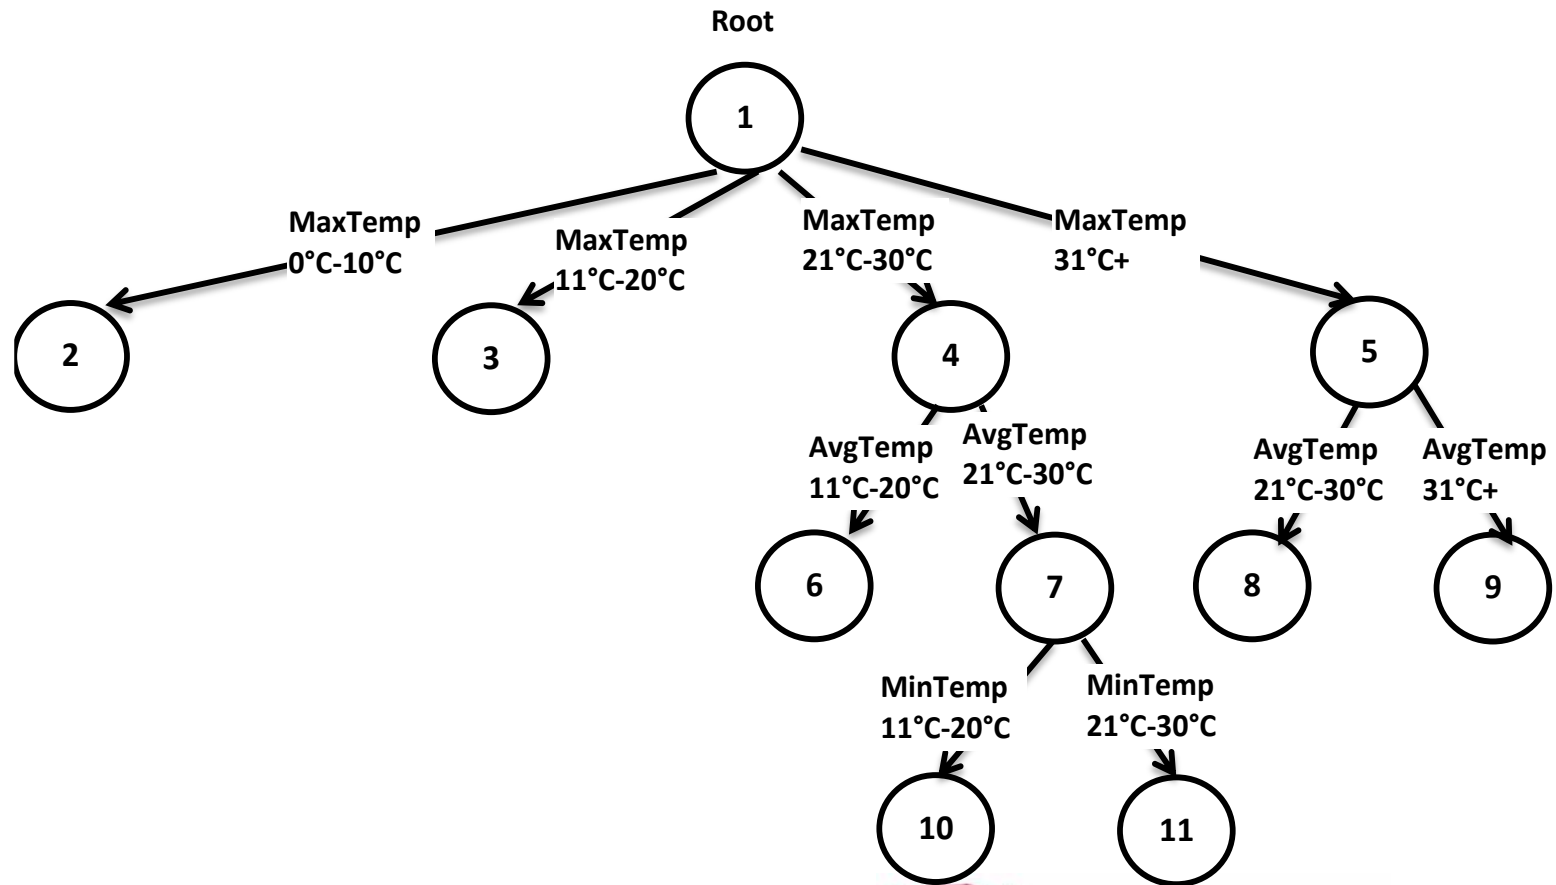 Root
1
MaxTemp
0°C-10°C
MaxTemp
11°C-20°C
MaxTemp
21°C-30°C
MaxTemp
31°C+
2
3
4
5
AvgTemp
11°C-20°C
AvgTemp
21°C-30°C
AvgTemp
21°C-30°C
AvgTemp
31°C+
6
7
8
9
MinTemp
11°C-20°C
MinTemp
21°C-30°C
10
11